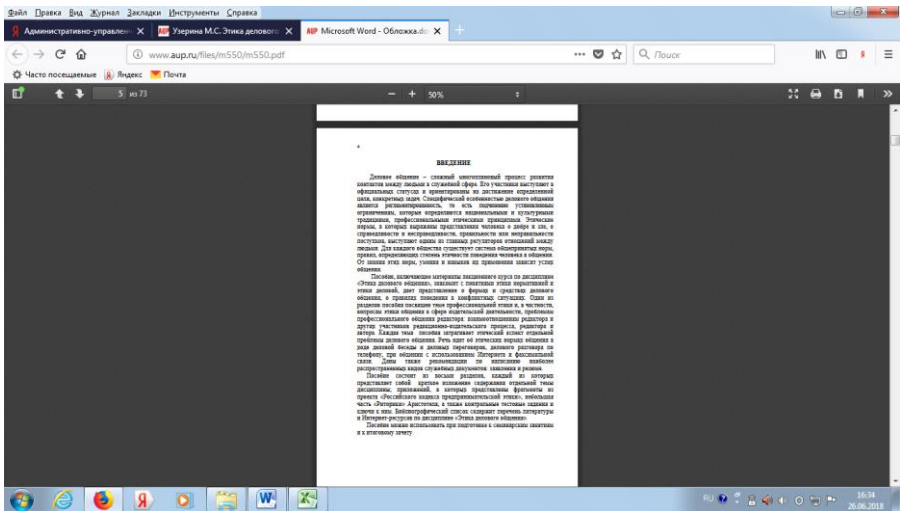 Файл Правка Вид Журнал Закладки Инструменты Справка
Административно-управлен
Узерина М.С. Этика делового
Microsoft Word - Обложка.do
www.aup.ru/files/m550/m550.pdf
Поиск
Часто посещаемые Яндекс Почта
5 из 73
50%
4
ВВЕДЕНИЕ
Деловое общение – сложный многоплановый процесс развития
контактов между людьми в служебной сфере. Его участники выступают в
официальных статусах и ориентированы на достижение определенной
цели, конкретных задач. Специфической особенностью делового общения
является регламентированность, то есть подчинение установленным
ограничениям, которые определяются национальными и культурными
традициями, профессиональными этическими принципами. Этические
нормы, в которых выражены представления человека о добре и зле, о
справедливости и несправедливости, правильности или неправильности
поступков, выступают одним из главных регуляторов отношений между
людьми. Для каждого общества существует система общепринятых норм,
правил, определяющих степень этичности поведения человека в общении.
От знания этих норм, умения и навыков их применения зависит успех
общения.
Пособие, включающее материалы лекционного курса по дисциплине
«Этика делового общения», знакомит с понятиями этики нормативной и
этики деловой, дает представление о формах и средствах делового
общения, о правилах поведения в конфликтных ситуациях. Один из
разделов пособия посвящен теме профессиональной этики и, в частности,
вопросам этики общения в сфере издательской деятельности, проблемам
профессионального общения редактора: взаимоотношениям редактора и
других участников редакционно-издательского процесса, редактора и
автора. Каждая тема пособия затрагивает этический аспект отдельной
проблемы делового общения. Речь идет об этических нормах общения в
ходе деловой беседы и деловых переговоров, делового разговора по
телефону, при общении с использованием Интернета и факсимильной
связи. Даны также рекомендации по написанию наиболее
распространенных видов служебных документов: заявления и резюме.
Пособие состоит из восьми разделов, каждый из которых
представляет собой краткое изложение содержания отдельной темы
дисциплины, приложений, в которых представлены фрагменты из
проекта «Российского кодекса предпринимательской этики», небольшая
часть «Риторики» Аристотеля, а также контрольные тестовые задания и
ключи к ним. Библиографический список содержит перечень литературы
и Интернет-ресурсов по дисциплине «Этика делового общения».
Пособие можно использовать при подготовке к семинарским занятиям
и к итоговому зачету.
RU
16:34
26.06.2018